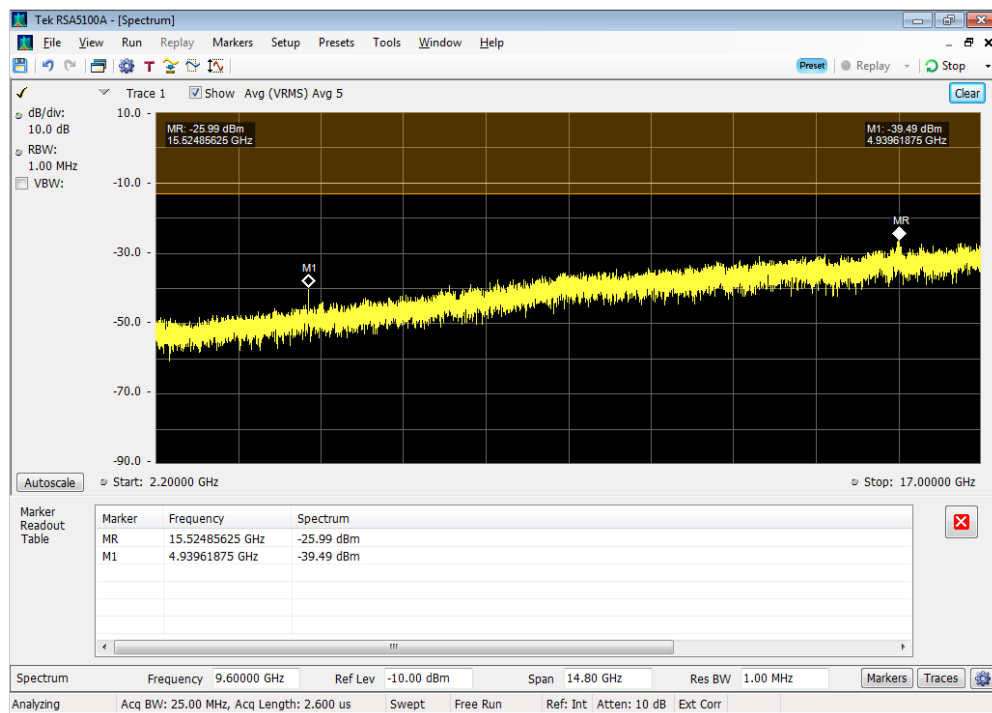 Tek RSA5100A - [Spectrum]
File View Run Replay Markers Setup Presets Tools Window Help
T Preset Replay Stop
Trace 1 Show Avg (VRMS) Avg 5 Clear
dB/div:
10.0 dB
RBW:
1.00 MHz
VBW:
10.0 -
-10.0 -
-30.0 -
-50.0 -
-70.0 -
-90.0 -
MR: -25.99 dBm
15.52485625 GHz
M1: -39.49 dBm
4.93961875 GHz
MR
M1
Autoscale Start: 2.20000 GHz Stop: 17.00000 GHz
Marker
Readout
Table
Marker Frequency Spectrum
MR 15.52485625 GHz -25.99 dBm
M1 4.93961875 GHz -39.49 dBm
Spectrum Frequency 9.60000 GHz Ref Lev -10.00 dBm Span 14.80 GHz Res BW 1.00 MHz Markers Traces
Analyzing Acq BW: 25.00 MHz, Acq Length: 2.600 us Swept Free Run Ref: Int Atten: 10 dB Ext Corr